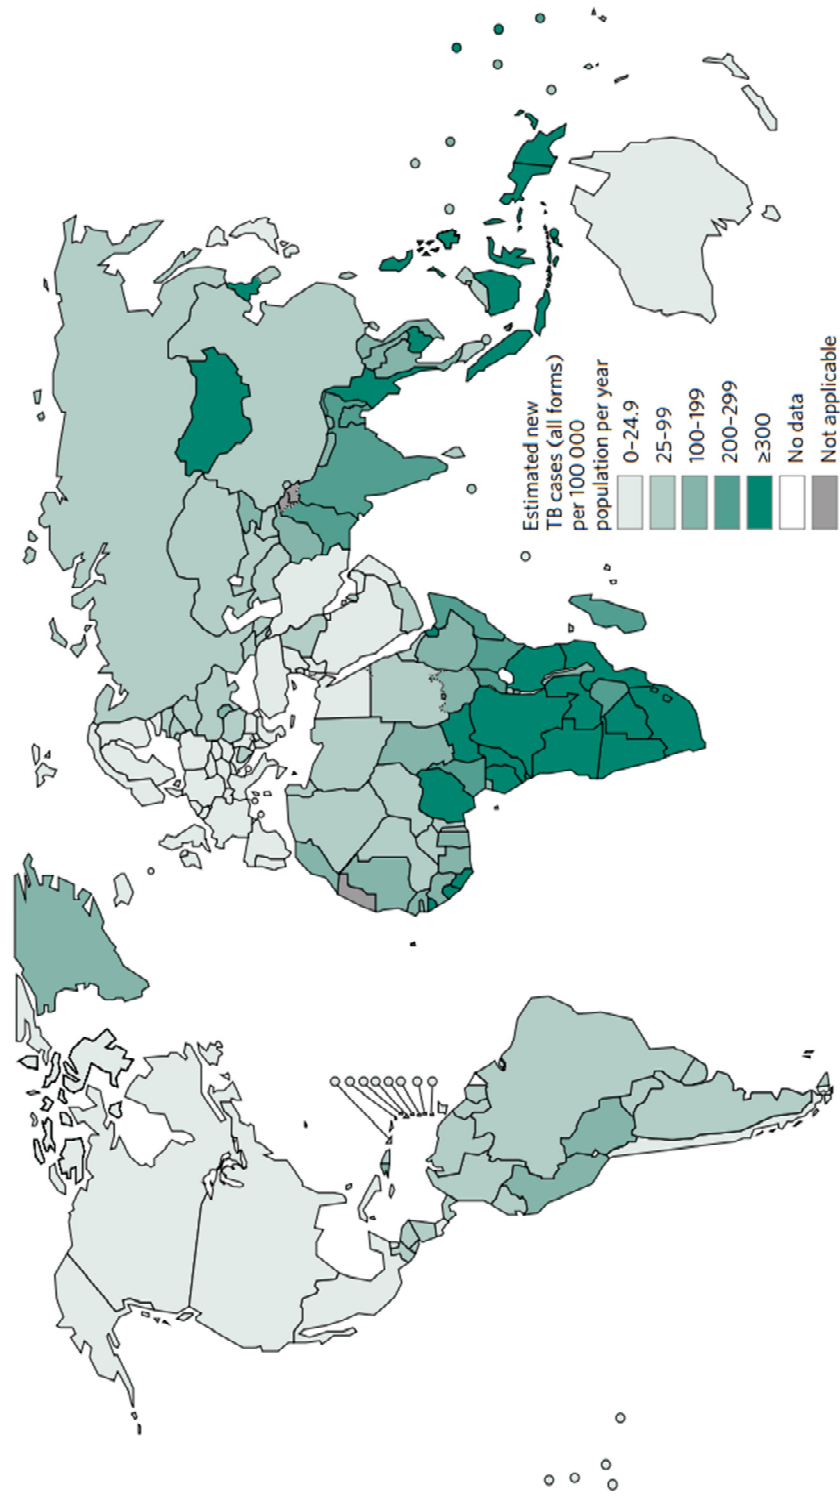 Estimated new
TB cases (all forms)
per 100 000
population per year
0–24.9
25–99
100–199
200–299
≥300
No data
Not applicable